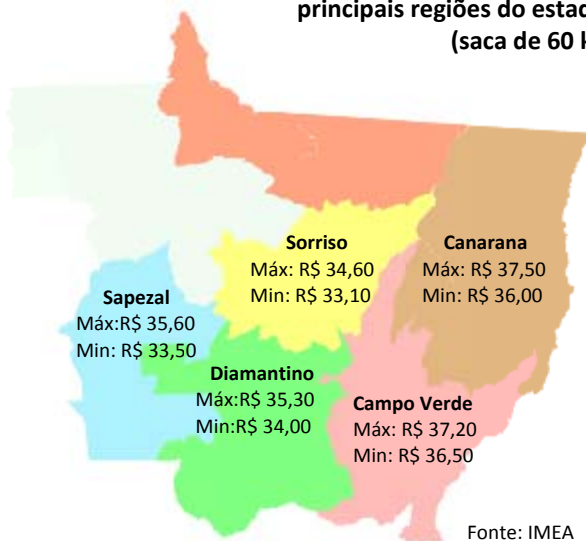 principais regiões do estad
(saca de 60 k
Sorriso
Máx: R$ 34,60
Min: R$ 33,10
Canarana
Máx: R$ 37,50
Min: R$ 36,00
Sapezal
Máx:R$ 35,60
Min: R$ 33,50
Diamantino
Máx:R$ 35,30
Min:R$ 34,00
Campo Verde
Máx: R$ 37,20
Min: R$ 36,50
Fonte: IMEA